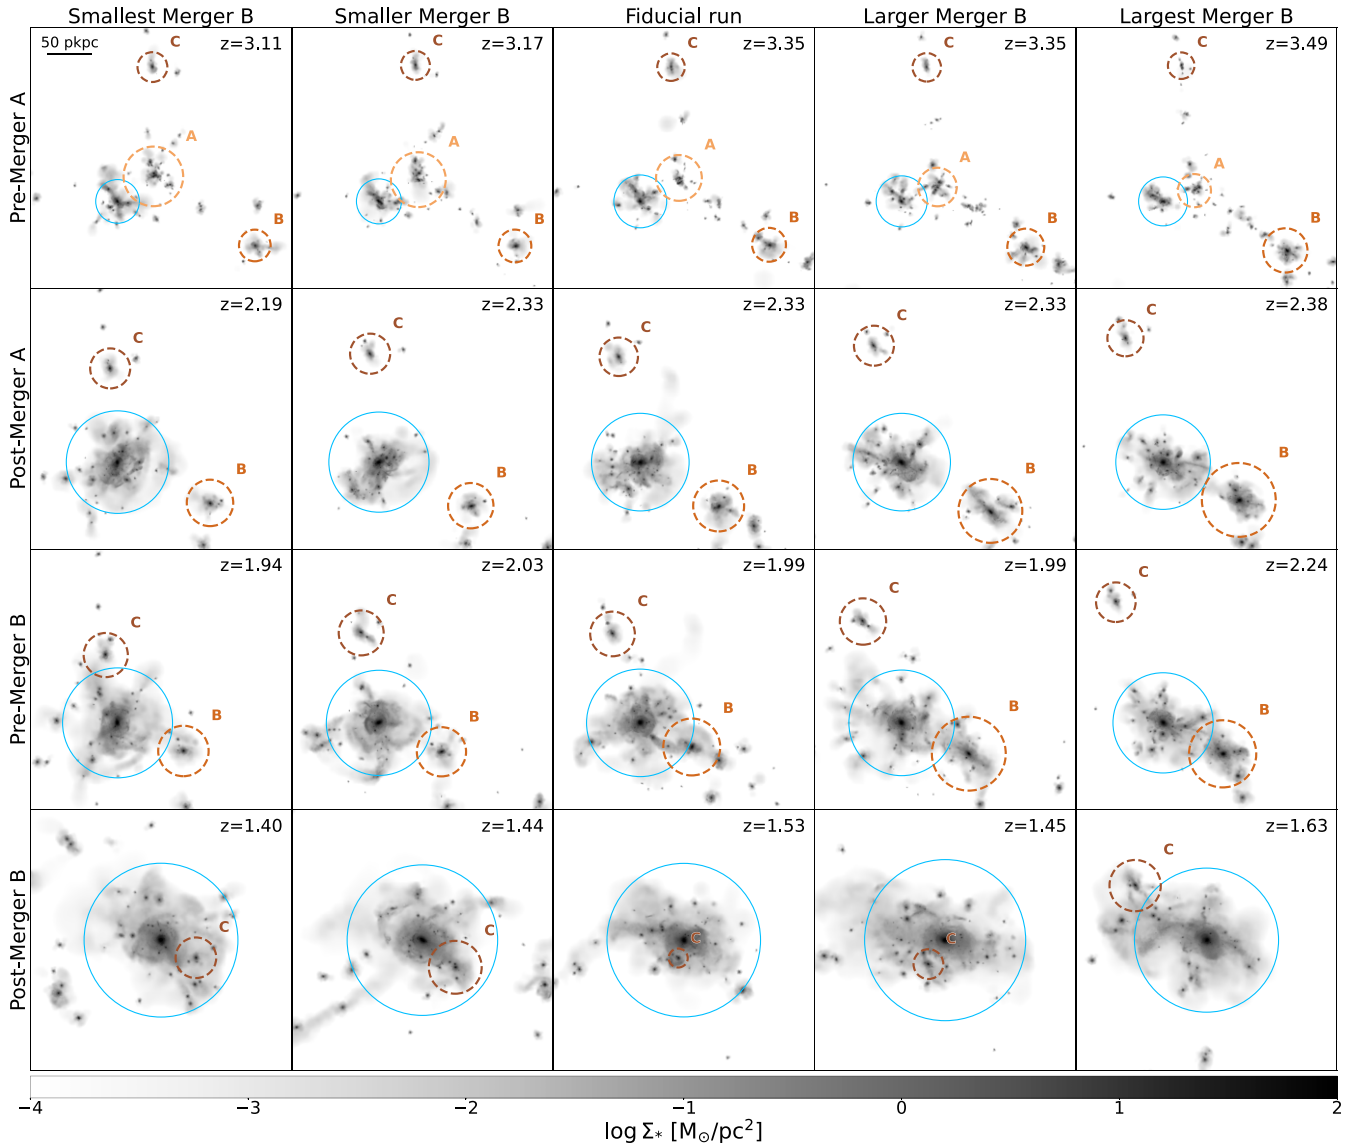 Smallest Merger B Smaller Merger B Fiducial run Larger Merger B Largest Merger B
Pre-Merger A
50 pkpc C z=3.11 C z=3.17 C z=3.35 C z=3.35 C z=3.49
A A A A A
B B B B B
Post-Merger A
z=2.19 z=2.33 z=2.33 z=2.33 z=2.38
C C C C C
B B B B B
Pre-Merger B
z=1.94 z=2.03 z=1.99 z=1.99 z=2.24
C C C C C
B B B B B
Post-Merger B
z=1.40 z=1.44 z=1.53 z=1.45 z=1.63
C C C C C
−4 −3 −2 −1 0 1 2
log Σ* [M⊙/pc²]